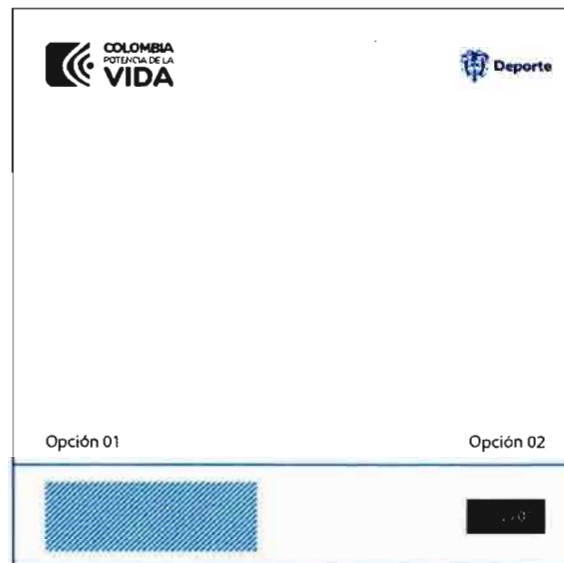 COLOMBIA
POTENCIA DE LA
VIDA
Deporte
Opción 01
Opción 02